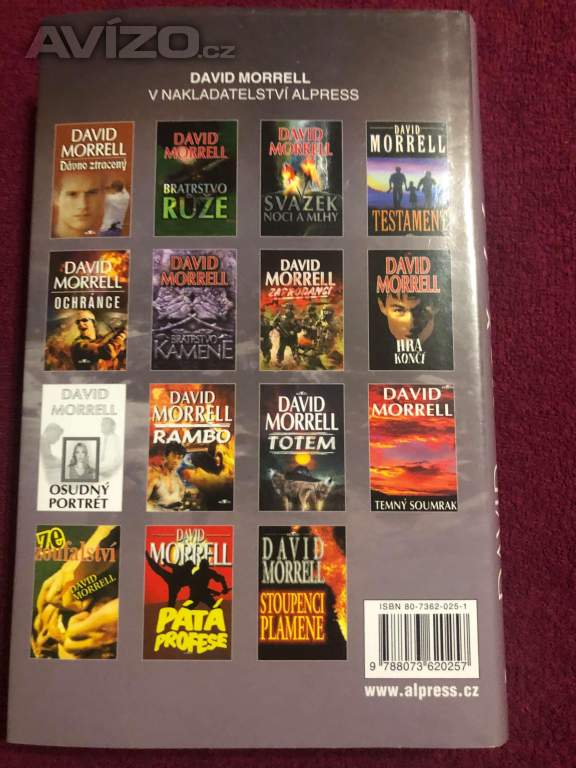 AVÍZO.cz
DAVID MORRELL
V NAKLADATELSTVÍ ALPRESS
DAVID
MORRELL
Dávno ztracený
DAVID
MORRELL
BRATRSTVO
RŮŽE
DAVID
MORRELL
SVAZEK
NOCI A MLHY
DAVID
MORRELL
TESTAMENT
DAVID
MORRELL
OCHRÁNCE
DAVID
MORRELL
BRATRSTVO
KAMENE
DAVID
MORRELL
ZAPRODANCI
DAVID
MORRELL
HRA
KONČÍ
DAVID
MORRELL
OSUDNÝ
PORTRÉT
DAVID
MORRELL
RAMBO
DAVID
MORRELL
TOTEM
DAVID
MORRELL
TEMNÝ SOUMRAK
ze
zoufalství
DAVID
MORRELL
DAVID
MORRELL
PÁTÁ
PROFESE
DAVID
MORRELL
STOUPENCI
PLAMENE
ISBN 80-7362-025-1
9 788073 620257
www.alpress.cz